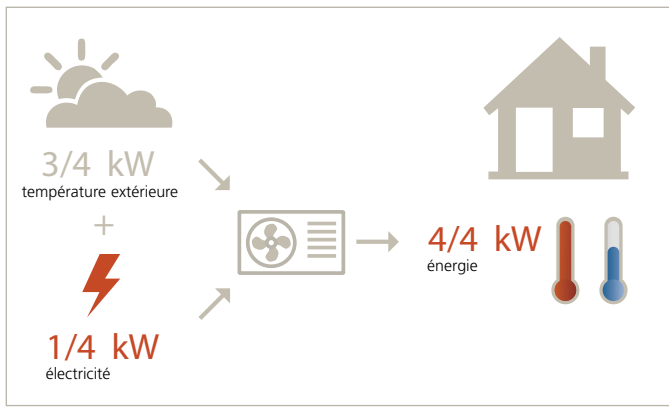 3/4 kW
température extérieure
+
1/4 kW
électricité
4/4 kW
énergie